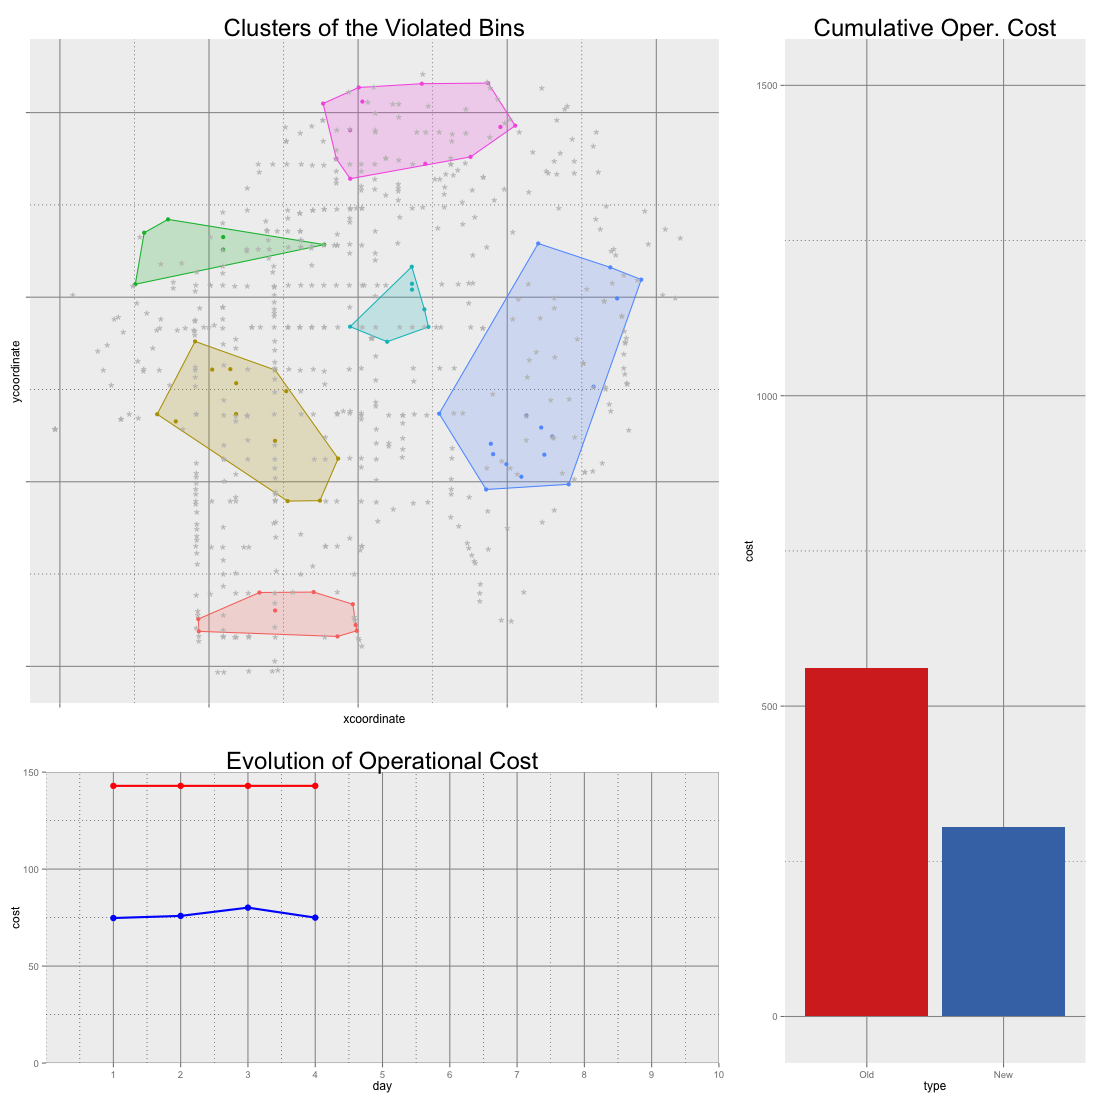 Clusters of the Violated Bins
ycoordinate
xcoordinate
Evolution of Operational Cost
150
100
50
0
cost
1 2 3 4 5 6 7 8 9 10
day
Cumulative Oper. Cost
1500
1000
500
0
cost
Old New
type